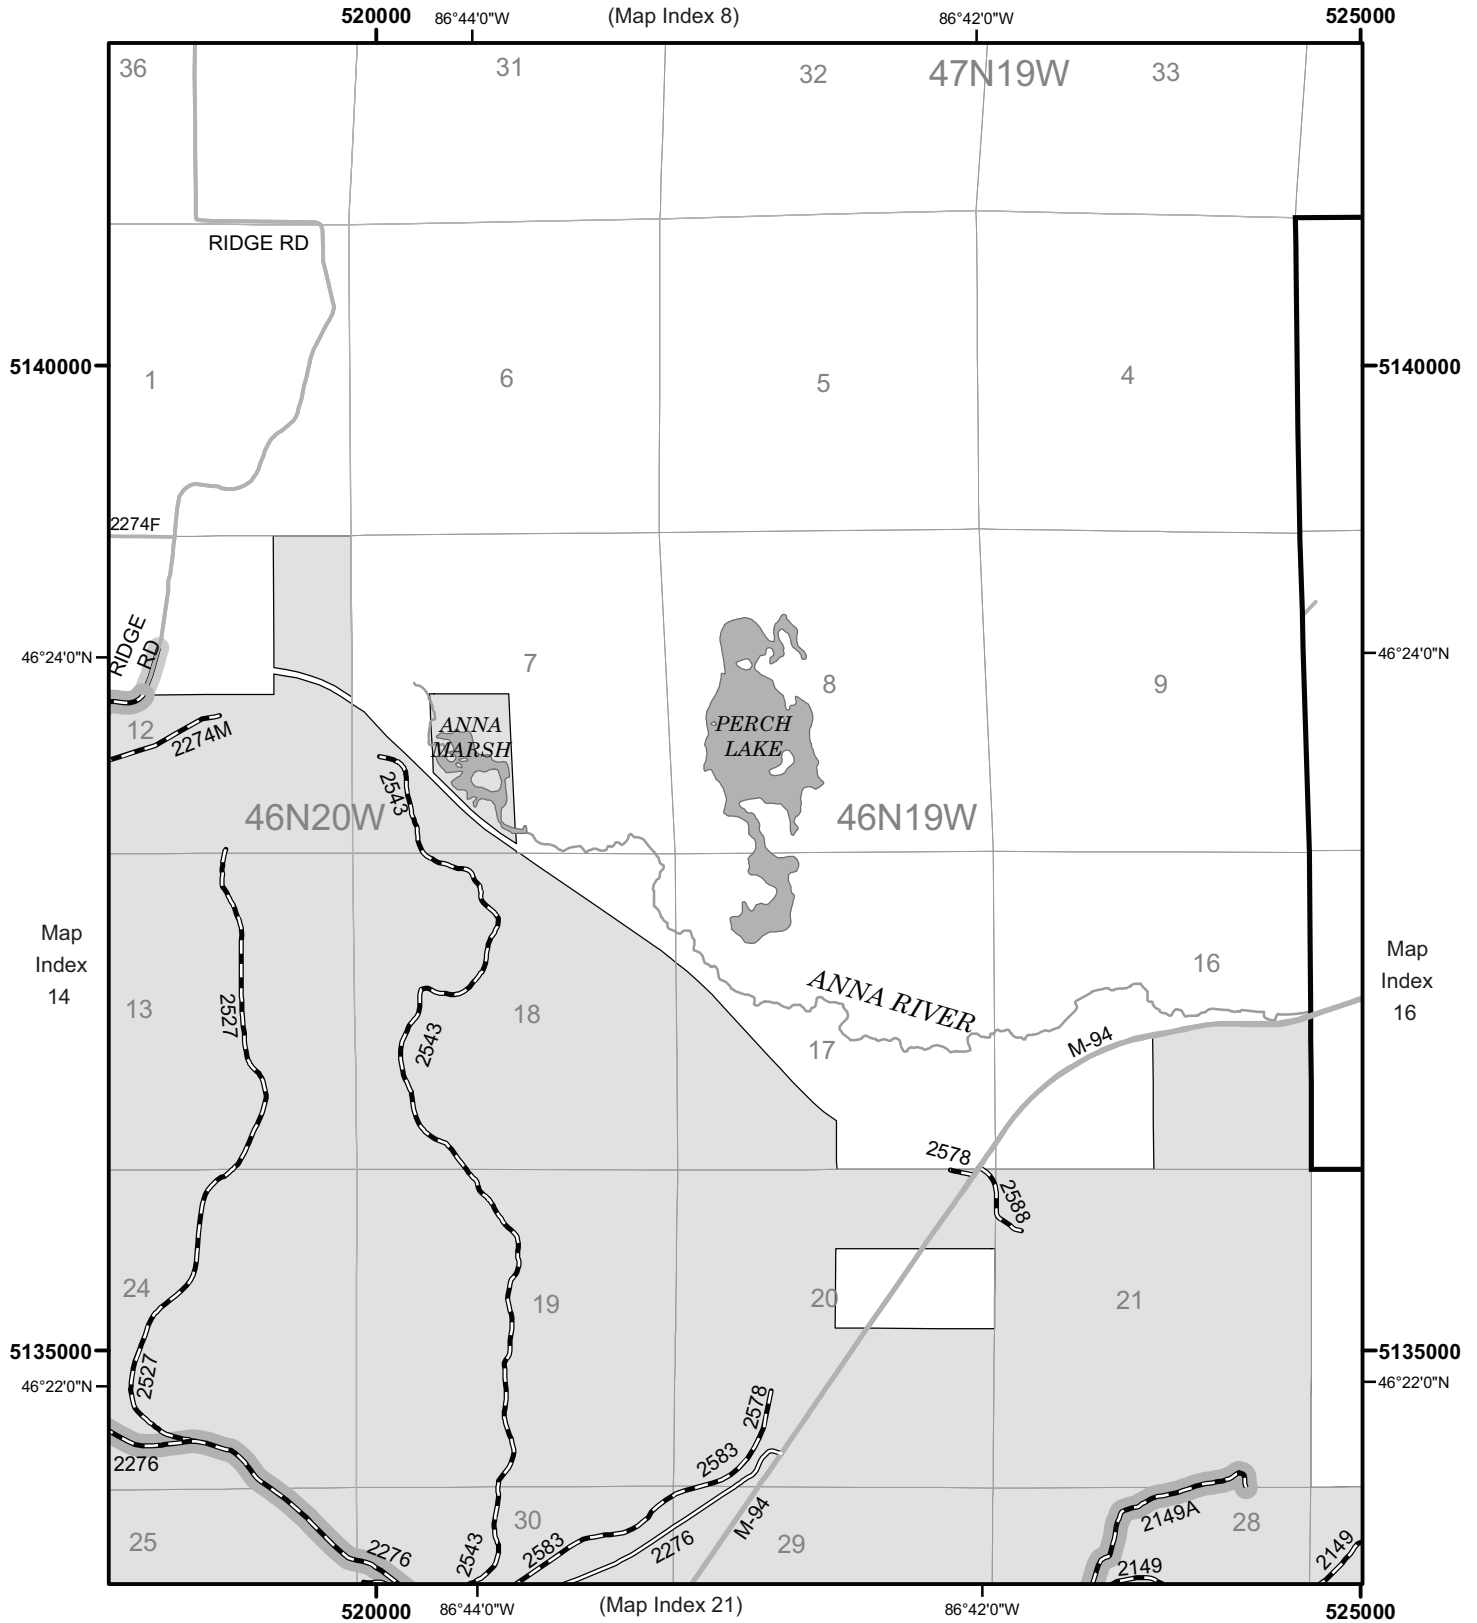 520000 86°44'0"W (Map Index 8) 86°42'0"W 525000
36 31 32 47N19W 33
RIDGE RD
5140000 5140000
1 6 5 4
2274F
RIDGE
RD
46°24'0"N 46°24'0"N
7 8 9
12 2274M
ANNA
MARSH
PERCH
LAKE
2543
46N20W 46N19W
Map
Index
14
Map
Index
16
13 2527 18 2543 17 16
ANNA RIVER
M-94
2578
2588
24 19 20 21
5135000 5135000
46°22'0"N 46°22'0"N
2527
2578
2583
2276
2149A
M-94
25 30 29 28
2276 2543 2583 2276 2149 2149
520000 86°44'0"W (Map Index 21) 86°42'0"W 525000